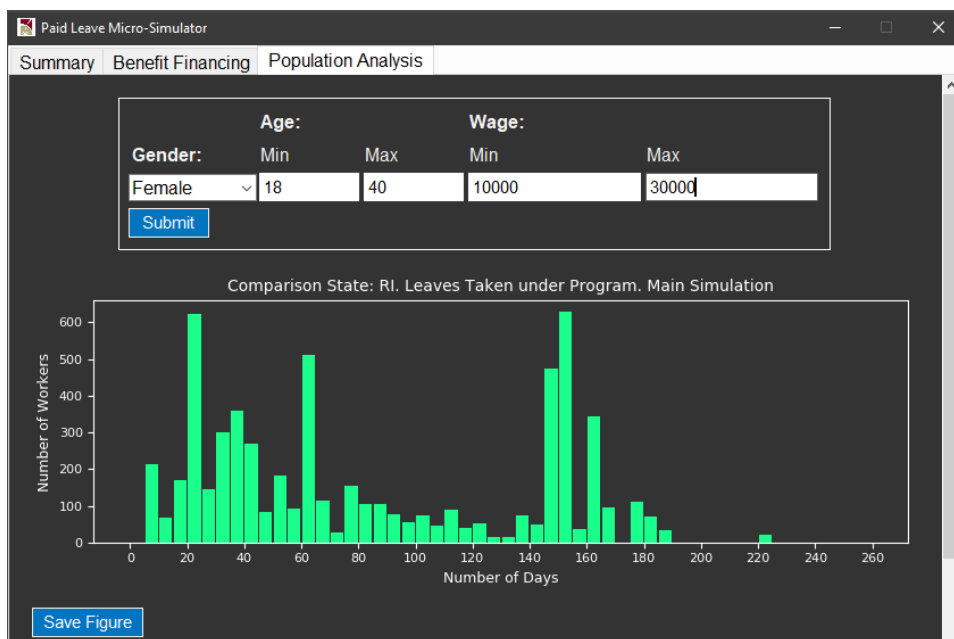 Paid Leave Micro-Simulator
Summary Benefit Financing Population Analysis
Age: Wage:
Gender: Min Max Min Max
Female 18 40 10000 30000
Submit
Comparison State: RI. Leaves Taken under Program. Main Simulation
600
500
400
300
200
100
0
Number of Workers
0 20 40 60 80 100 120 140 160 180 200 220 240 260
Number of Days
Save Figure